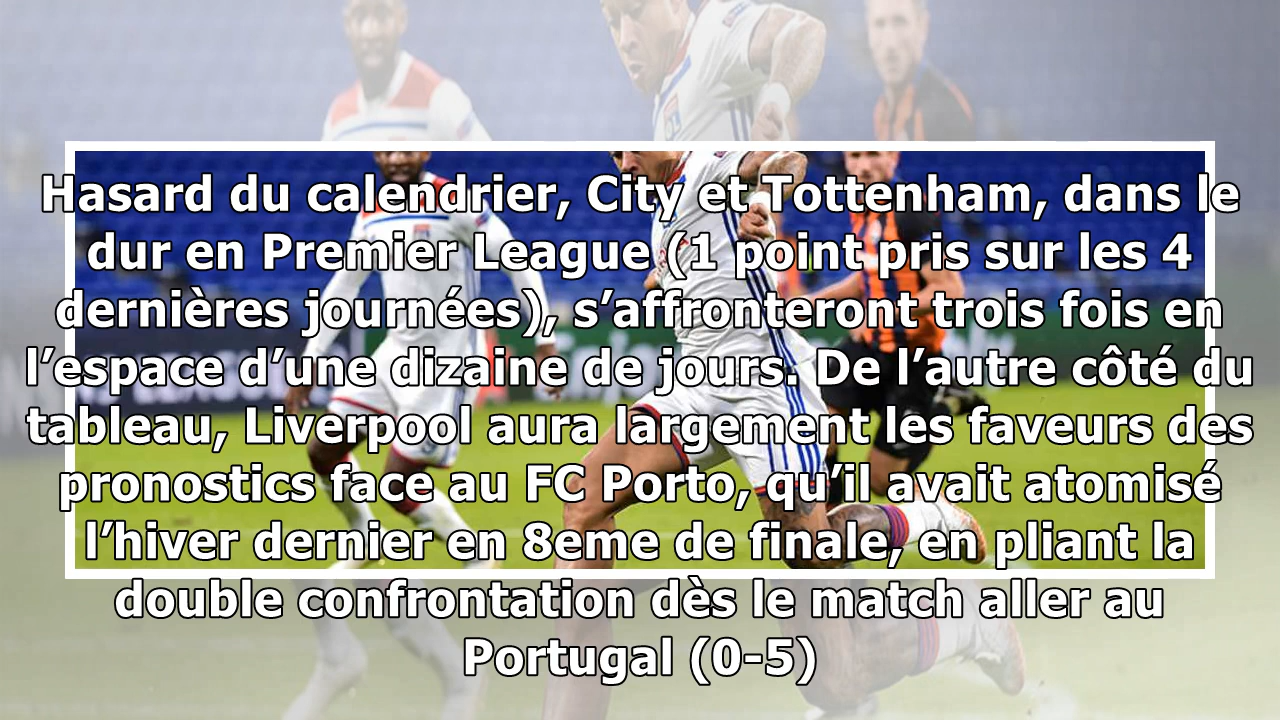 Hasard du calendrier, City et Tottenham, dans le
dur en Premier League (1 point pris sur les 4
dernières journées), s’affronteront trois fois en
l’espace d’une dizaine de jours. De l’autre côté du
tableau, Liverpool aura largement les faveurs des
pronostics face au FC Porto, qu’il avait atomisé
l’hiver dernier en 8eme de finale, en pliant la
double confrontation dès le match aller au
Portugal (0-5)